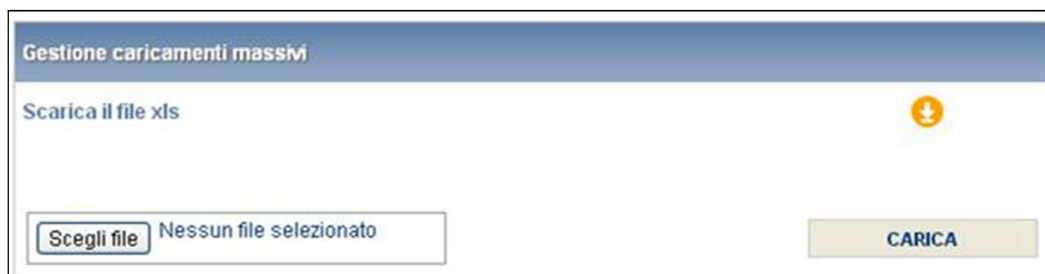 Gestione caricamenti massivi
Scarica il file xls
Scegli file Nessun file selezionato
CARICA